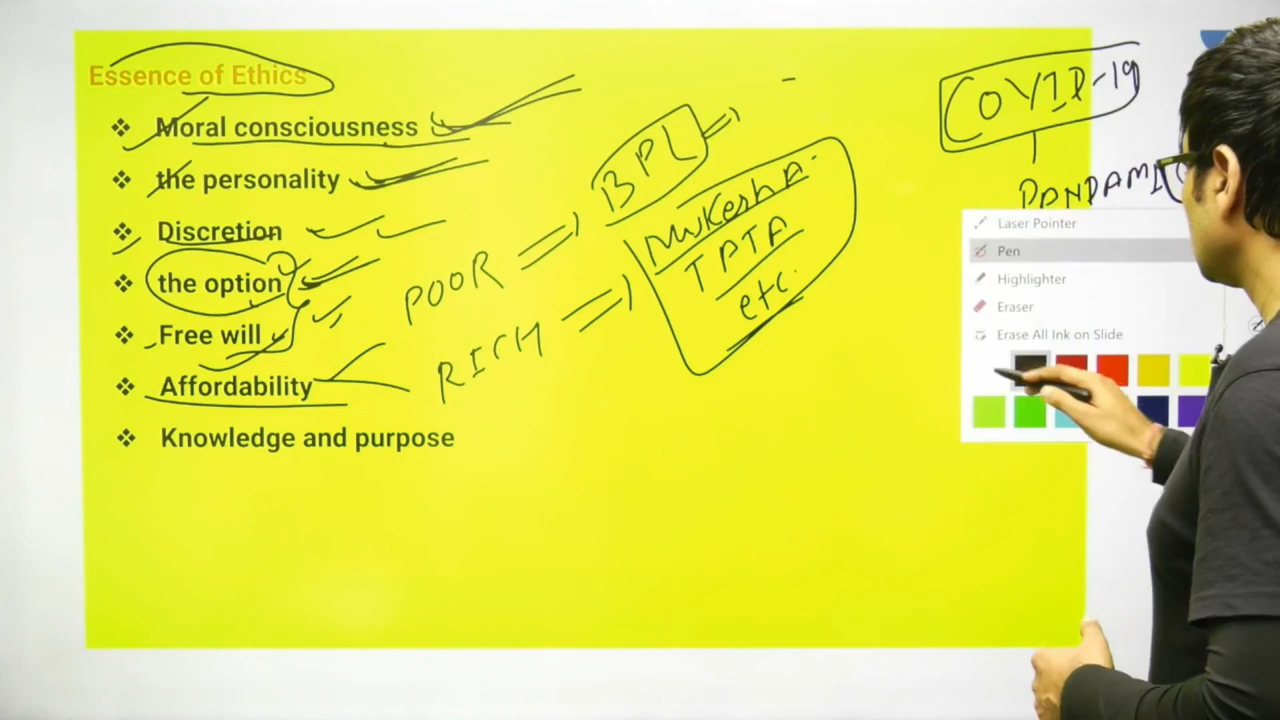 Essence of Ethics
❖ Moral consciousness
❖ the personality
❖ Discretion
❖ the option
❖ Free will
❖ Affordability
❖ Knowledge and purpose
POOR
BPL
RICH
Mukesh A.
TATA
etc.
COVID-19
PANDAMIC
Laser Pointer
Pen
Highlighter
Eraser
Erase All Ink on Slide